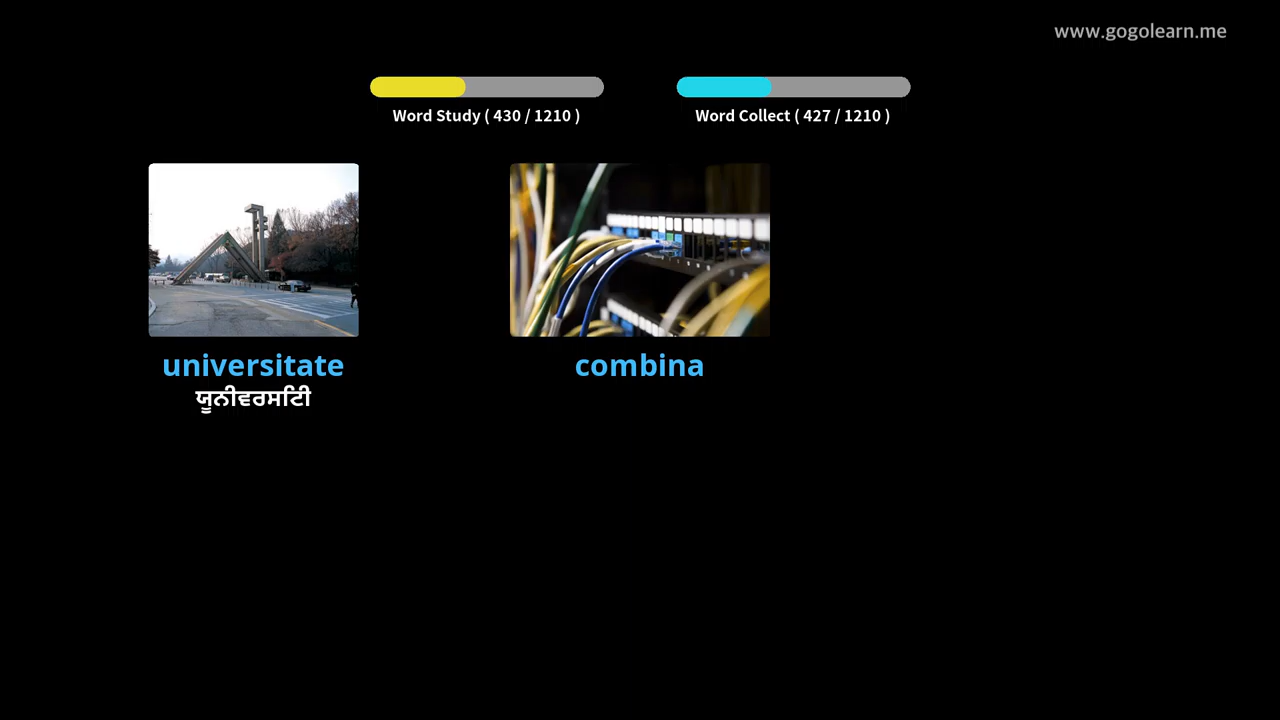 www.gogolearn.me
Word Study ( 430 / 1210 )
Word Collect ( 427 / 1210 )
universitate
combina
ਯੂਨੀਵਰਸਿਟੀ